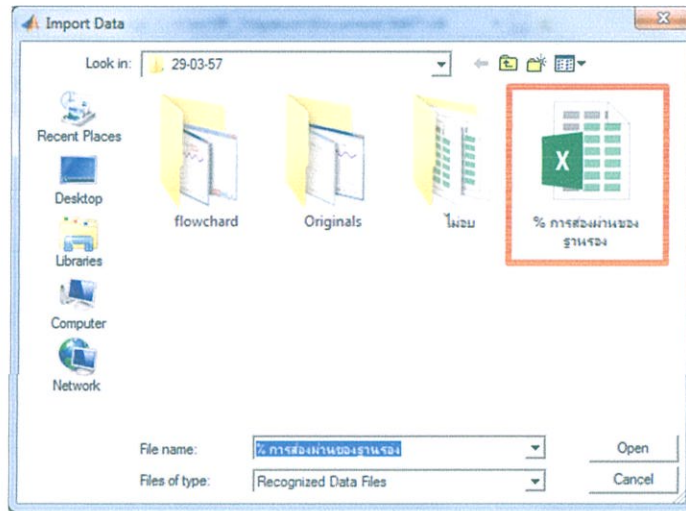 Import Data
Look in:
29-03-57
Recent Places
Desktop
Libraries
Computer
Network
flowchard
Originals
ไม่อบ
% การส่องผ่านของ
ฐานรอง
File name:
% การส่องผ่านของฐานรอง
Open
Files of type:
Recognized Data Files
Cancel